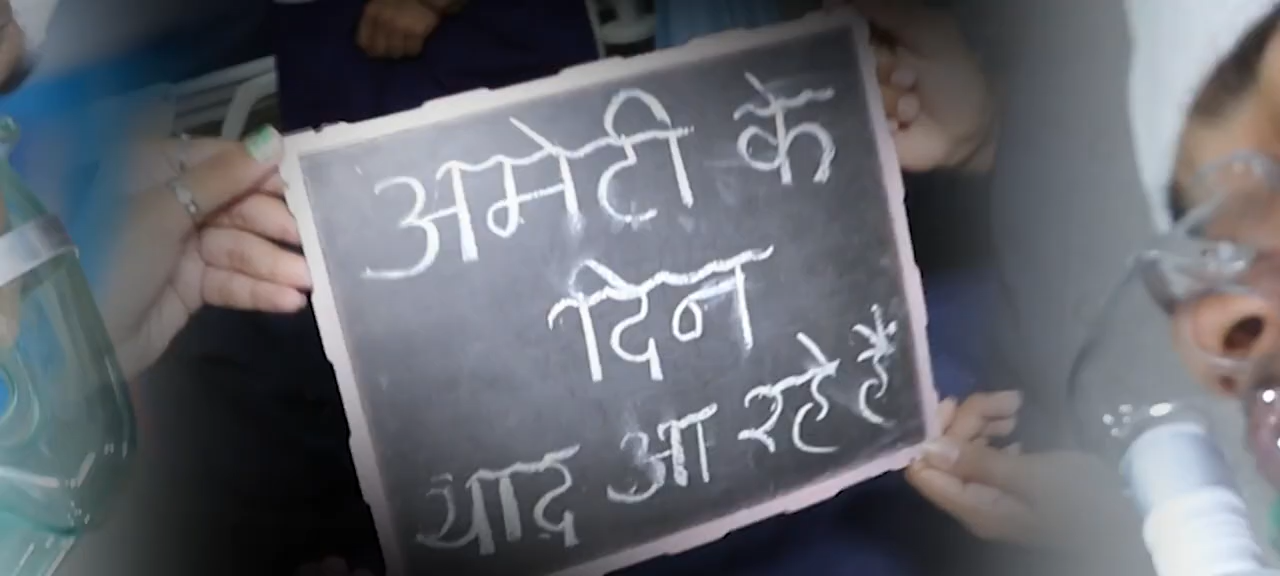 अमेटी के
दिन
याद आ रहे हैं